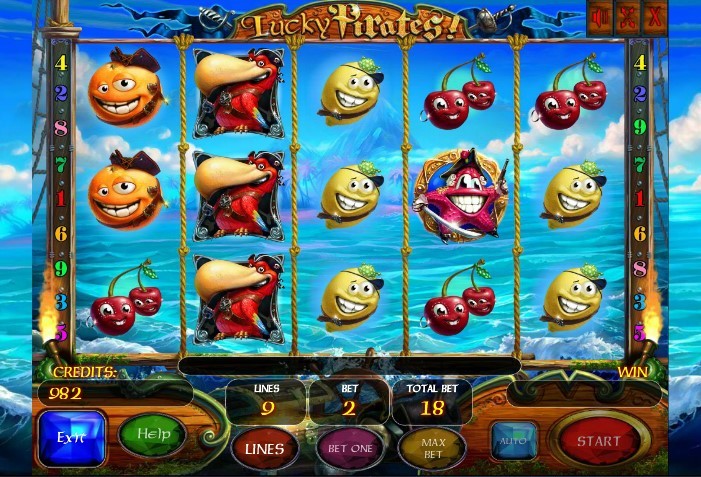 Lucky Pirates!
X
4 4
2 2
8 9
7 7
1 1
6 6
9 8
3 3
5 5
CREDITS: WIN
982
LINES BET TOTAL BET
9 2 18
Exit Help LINES BET ONE MAX BET AUTO START